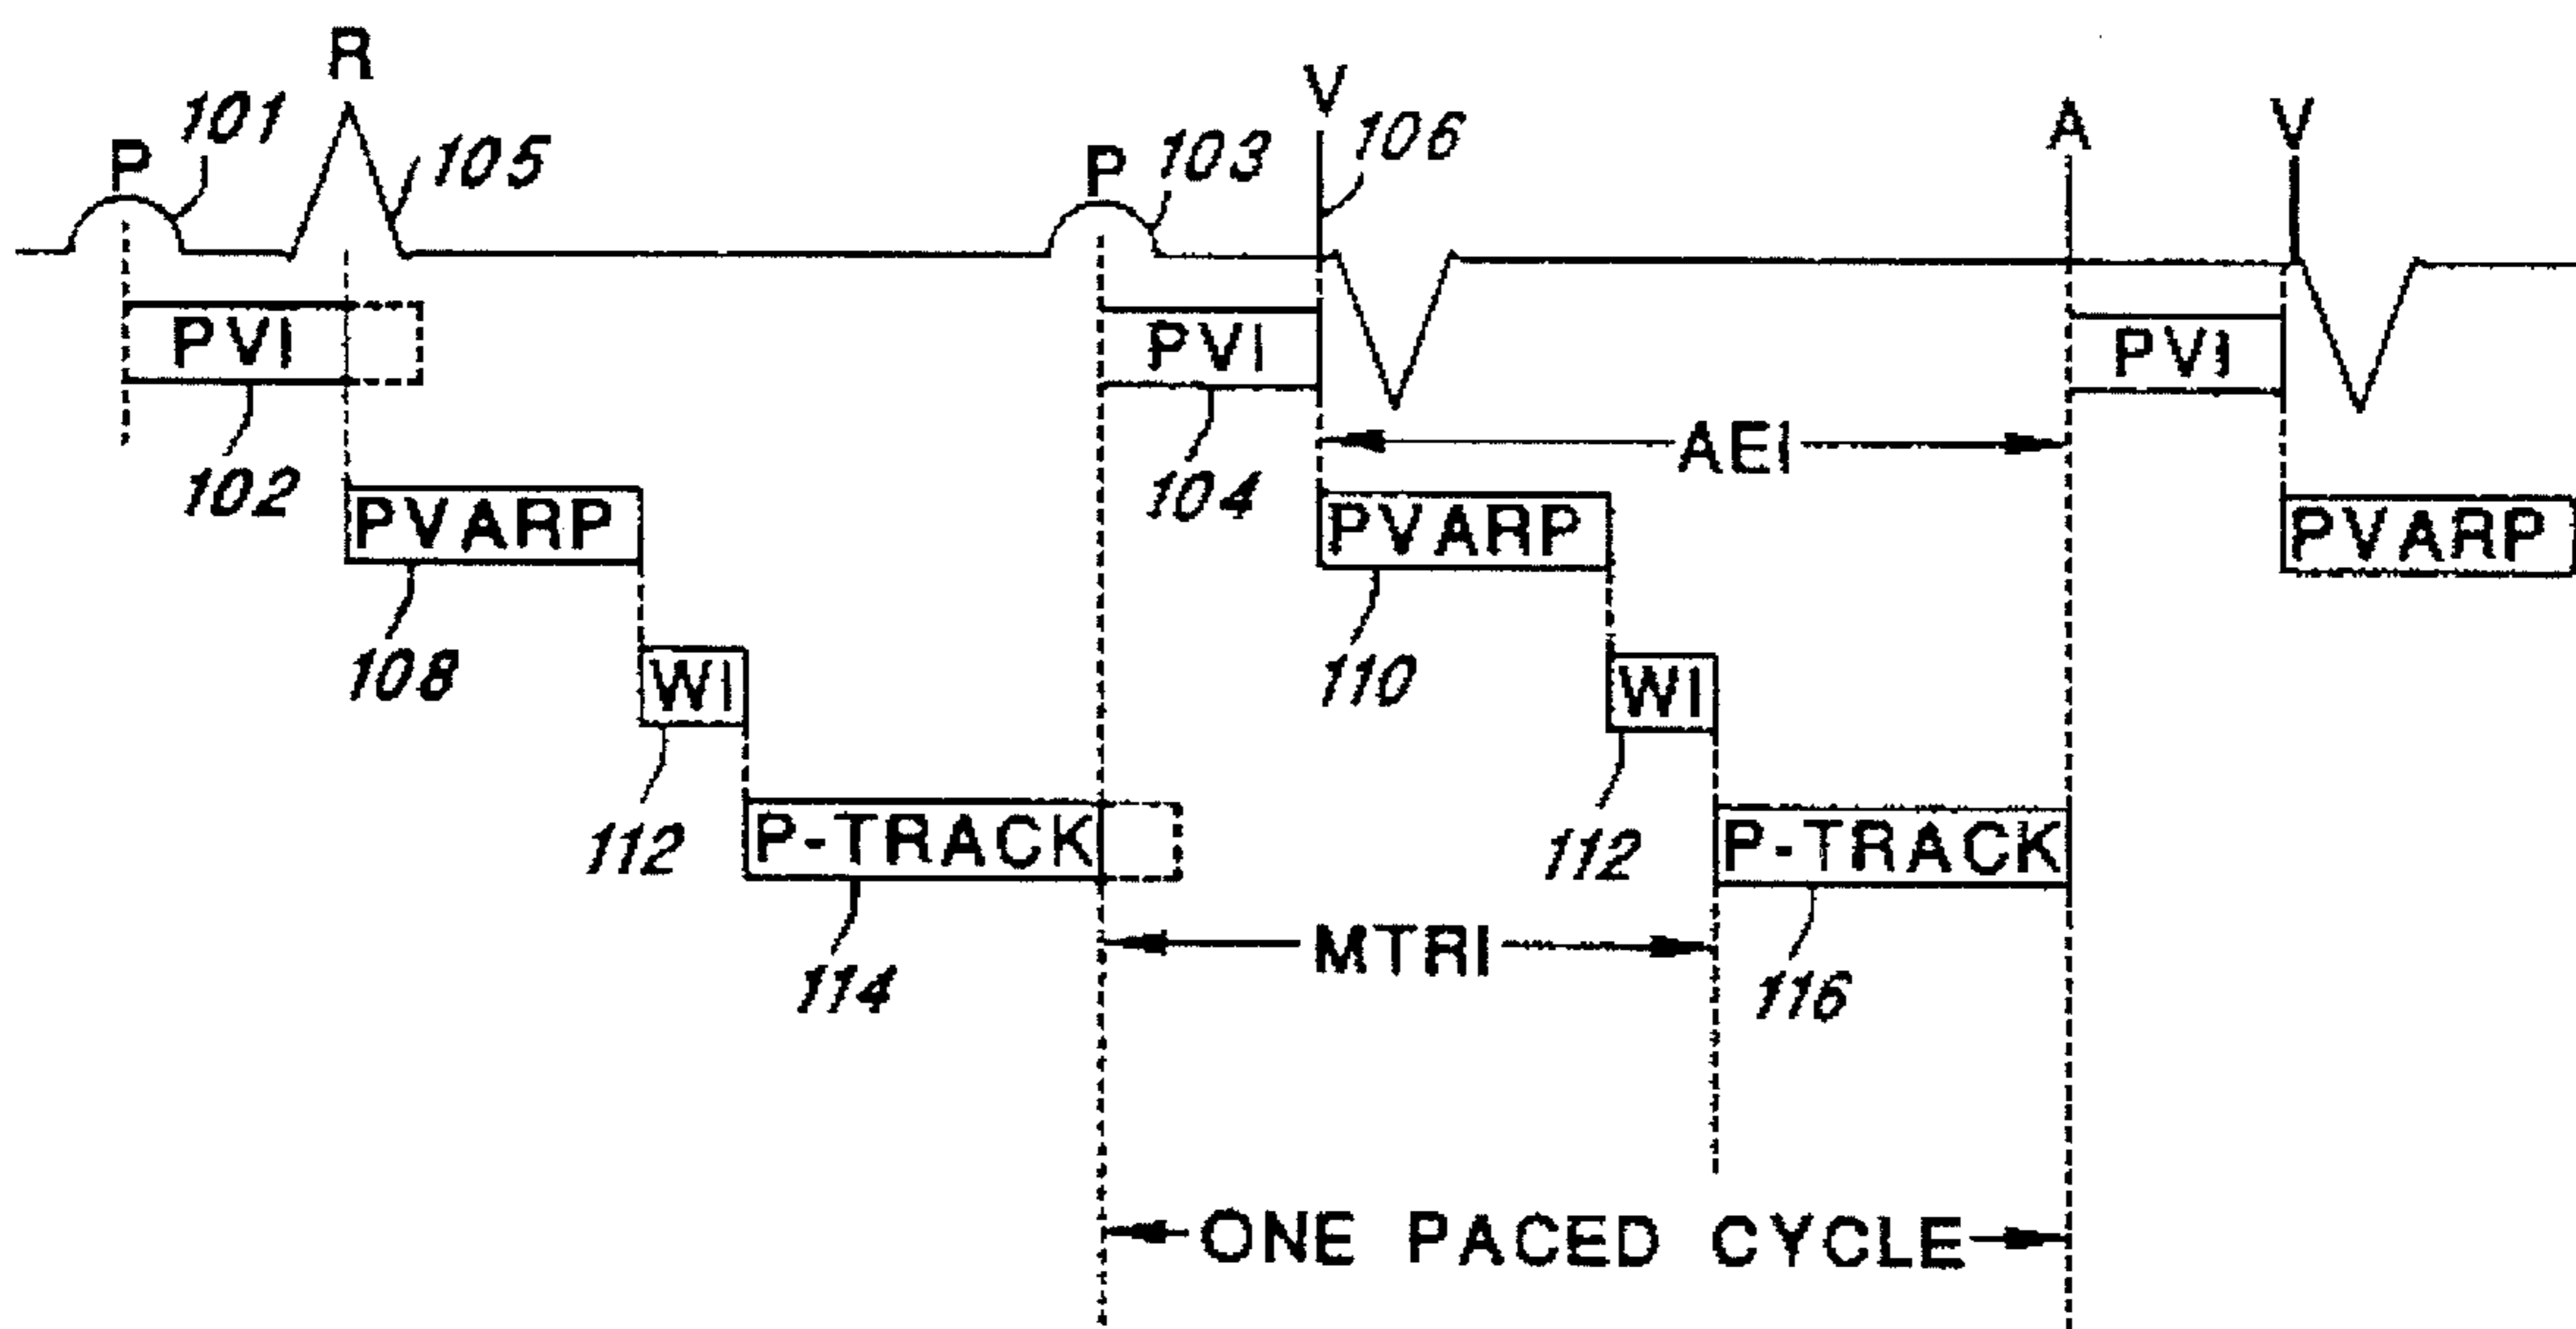 R
V
101
106
A
V
P
105
P
103
PVI
PVI
PVI
AEI
102
104
PVARP
PVARP
PVARP
108
110
WI
WI
112
112
P-TRACK
P-TRACK
MTRI
114
116
ONE PACED CYCLE